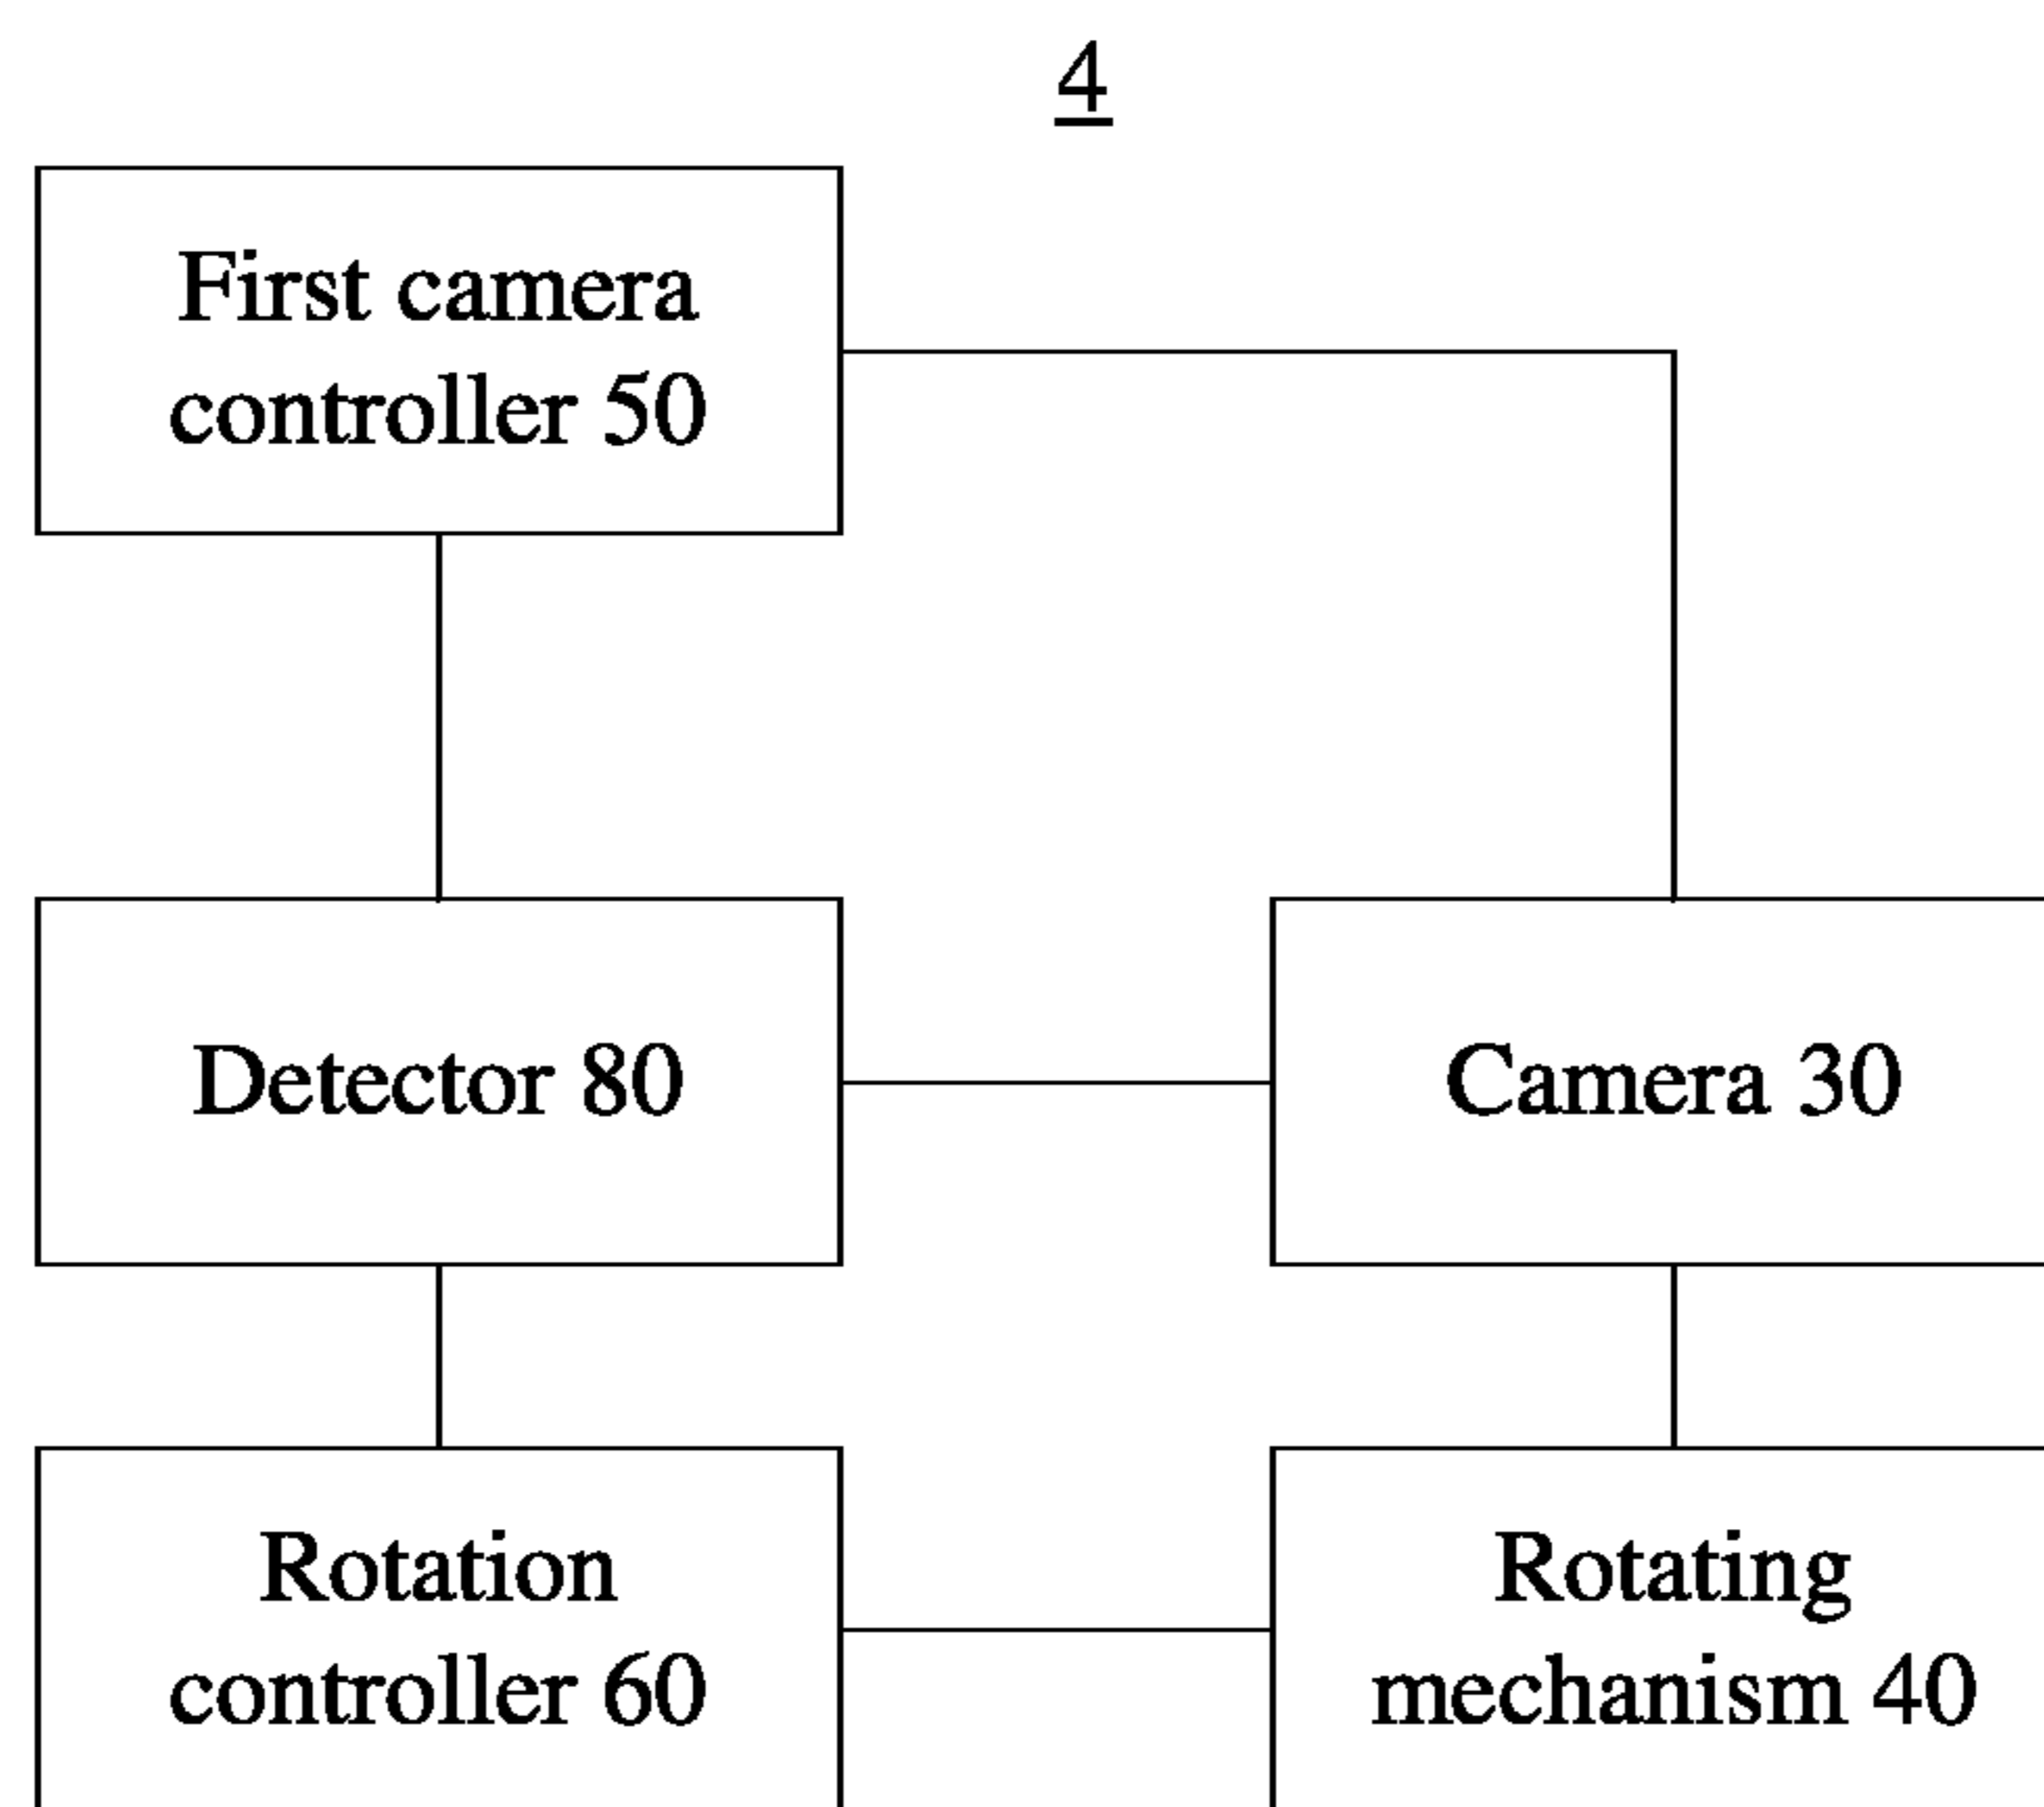 4
First camera
controller 50
Detector 80
Camera 30
Rotation
controller 60
Rotating
mechanism 40